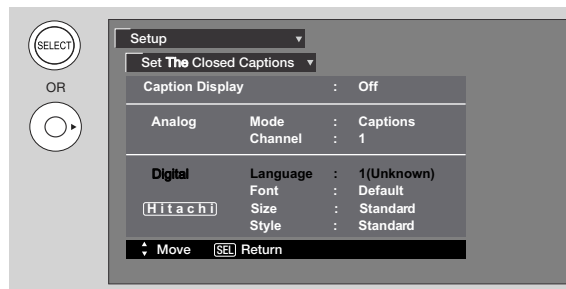 SELECT
OR
Setup
Set The Closed Captions
Caption Display : Off
Analog Mode : Captions
Channel : 1
Digital Language : 1(Unknown)
Font : Default
Hitachi Size : Standard
Style : Standard
Move SEL Return